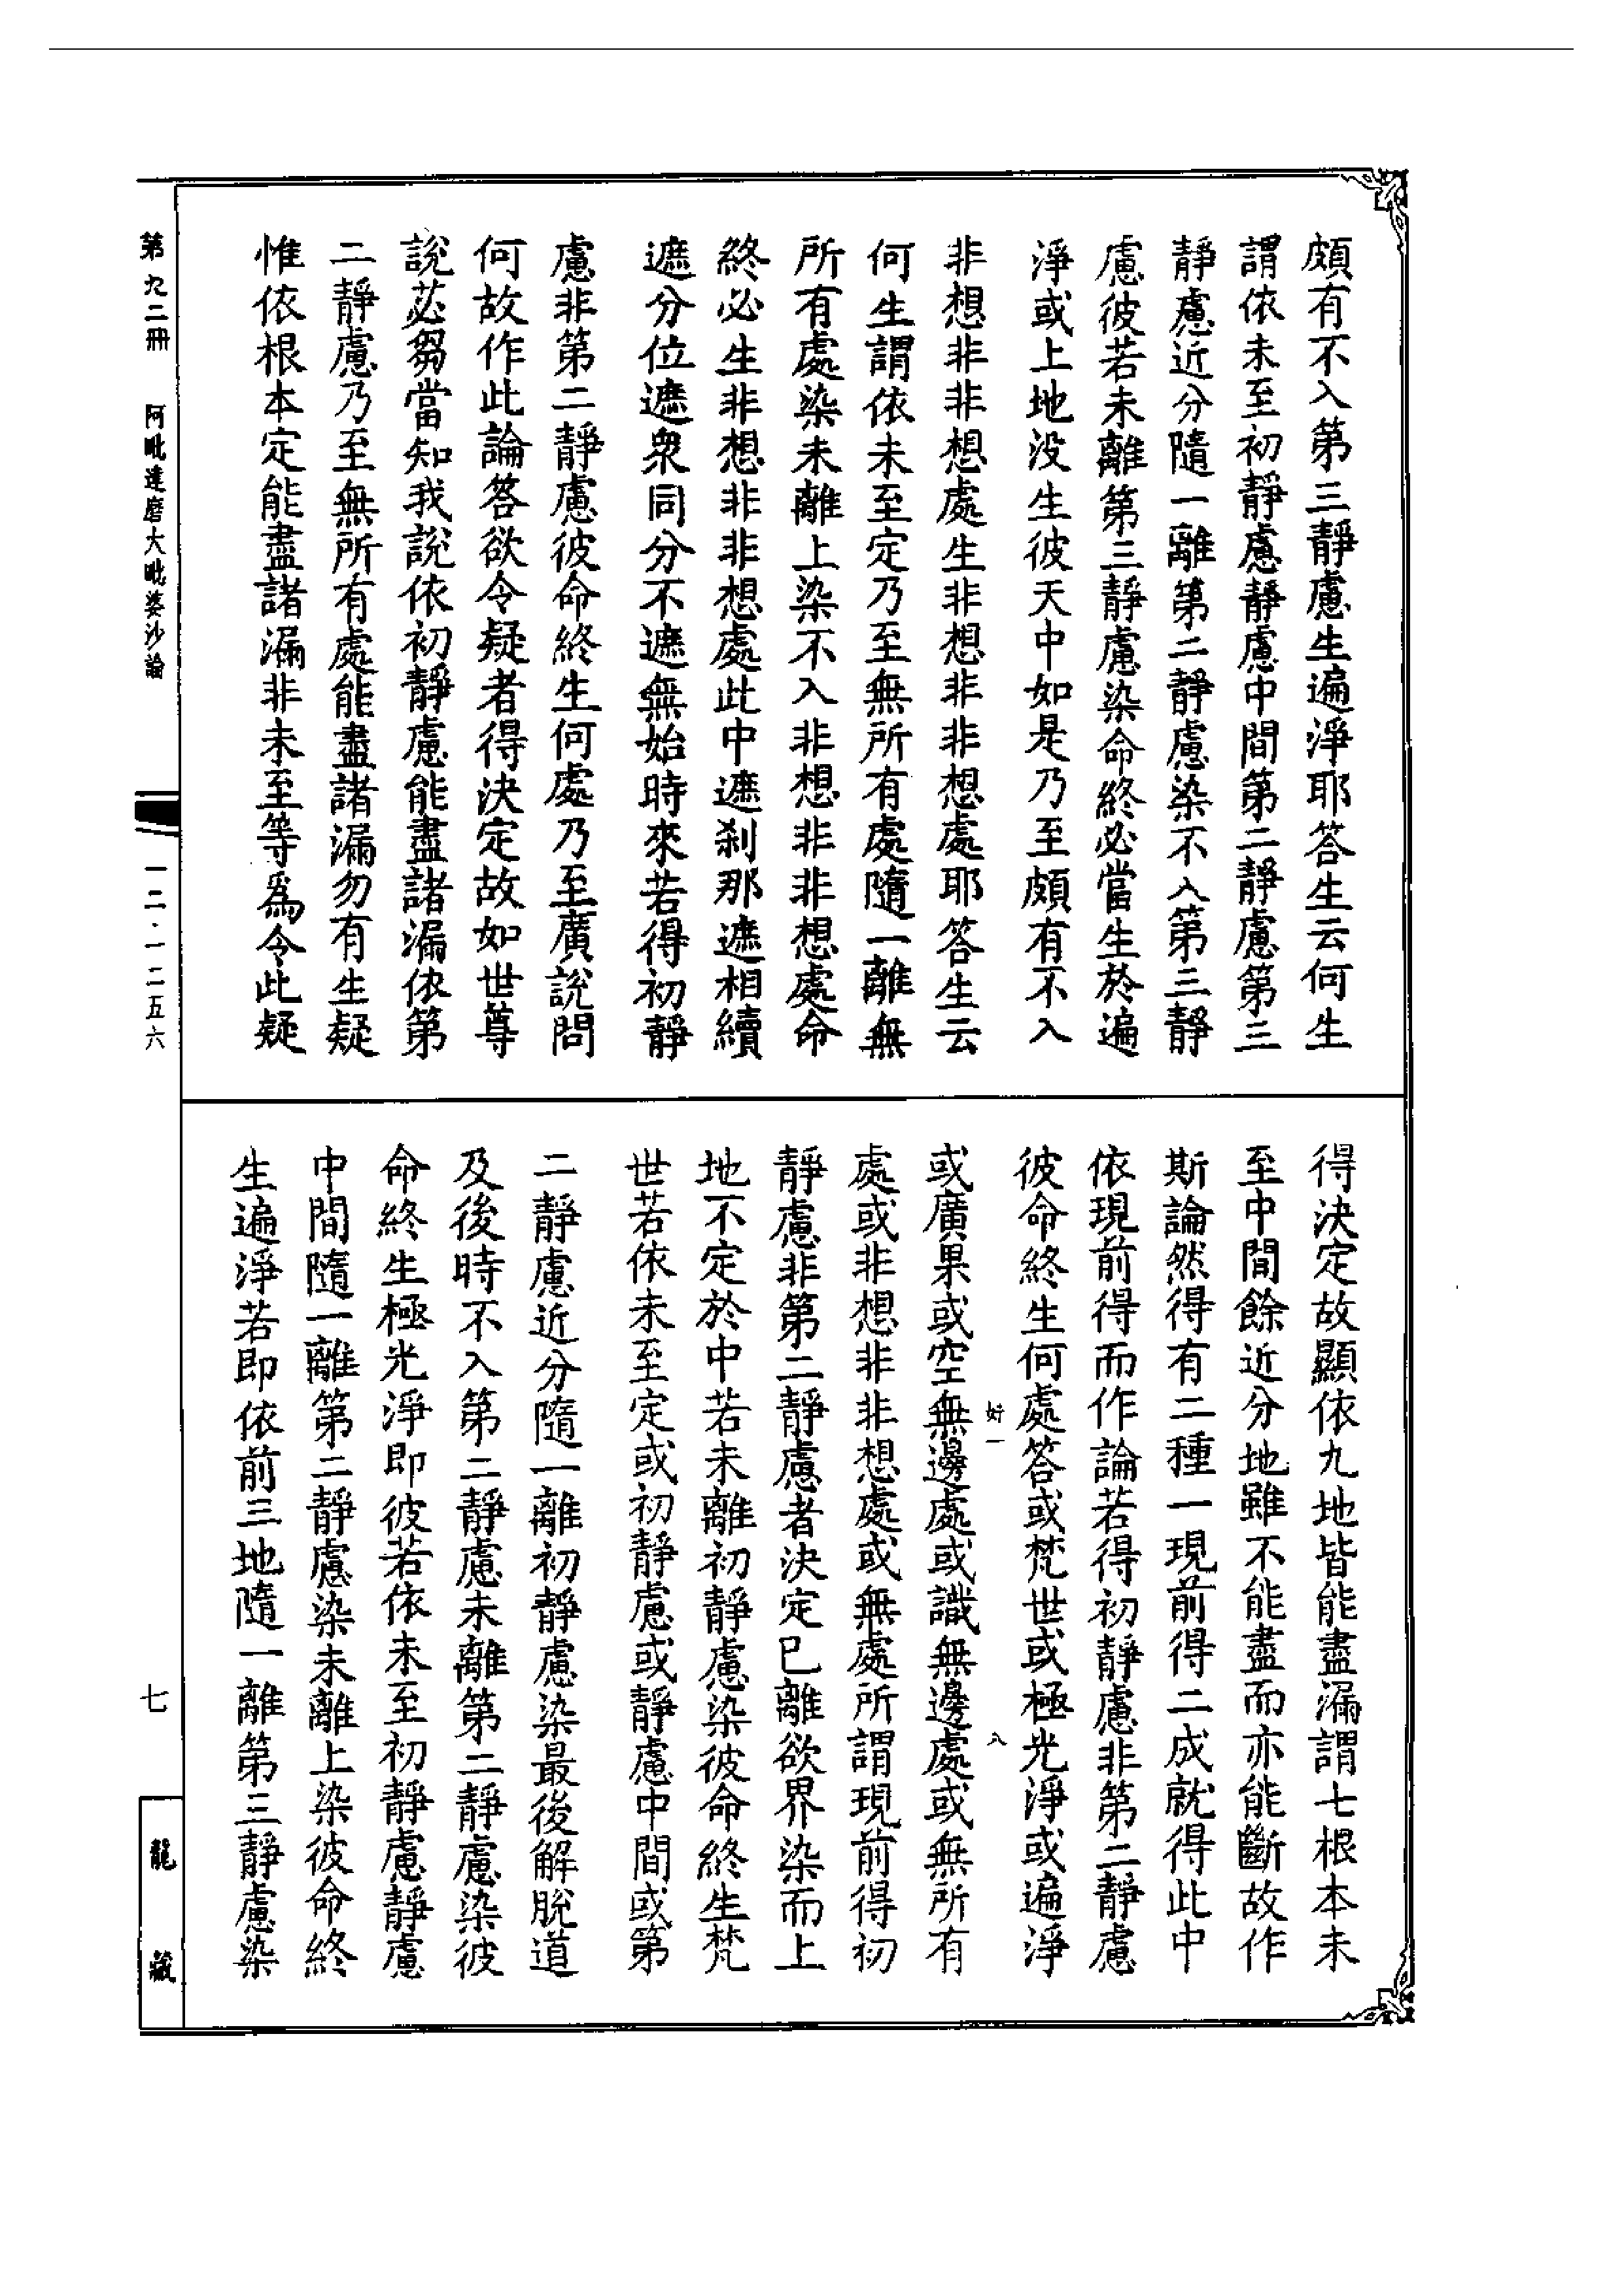 頗有不入第三靜慮生遍淨耶答生云何生
謂依未至初靜慮靜慮中間第二靜慮第三
靜慮近分隨一離第二靜慮染不入第三靜
慮彼若未離第三靜慮染命終必當生於遍
淨或上地没生彼天中如是乃至頗有不入
非想非非想處生非想非非想處耶答生云
何生謂依未至定乃至無所有處隨一離無
所有處染未離上染不入非想非非想處命
終必生非想非非想處此中遮刹那遮相續
遮分位遮衆同分不遮無始時來若得初靜
慮非第二靜慮彼命終生何處乃至廣說問
何故作此論答欲令疑者得決定故如世尊
說苾芻當知我說依初靜慮能盡諸漏依第
二靜慮乃至無所有處能盡諸漏勿有生疑
惟依根本定能盡諸漏非未至等爲令此疑
得決定故顯依九地皆能盡漏謂七根本未
至中間餘近分地雖不能盡而亦能斷故作
斯論然得有二種一現前得二成就得此中
依現前得而作論若得初靜慮非第二靜慮
彼命終生何處答或梵世或極光淨或遍淨
好一
八
或廣果或空無邊處或識無邊處或無所有
處或非想非非想處或無處所謂現前得初
靜慮非第二靜慮者決定已離欲界染而上
地不定於中若未離初靜慮染彼命終生梵
世若依未至定或初靜慮或靜慮中間或第
二靜慮近分隨一離初靜慮染最後解脫道
及後時不入第二靜慮未離第二靜慮染彼
命終生極光淨即彼若依未至初靜慮靜慮
中間隨一離第二靜慮染未離上染彼命終
生遍淨若即依前三地隨一離第三靜慮染
第九二冊
阿毗達磨大毗婆沙論
一二·一二五六
七
龍藏